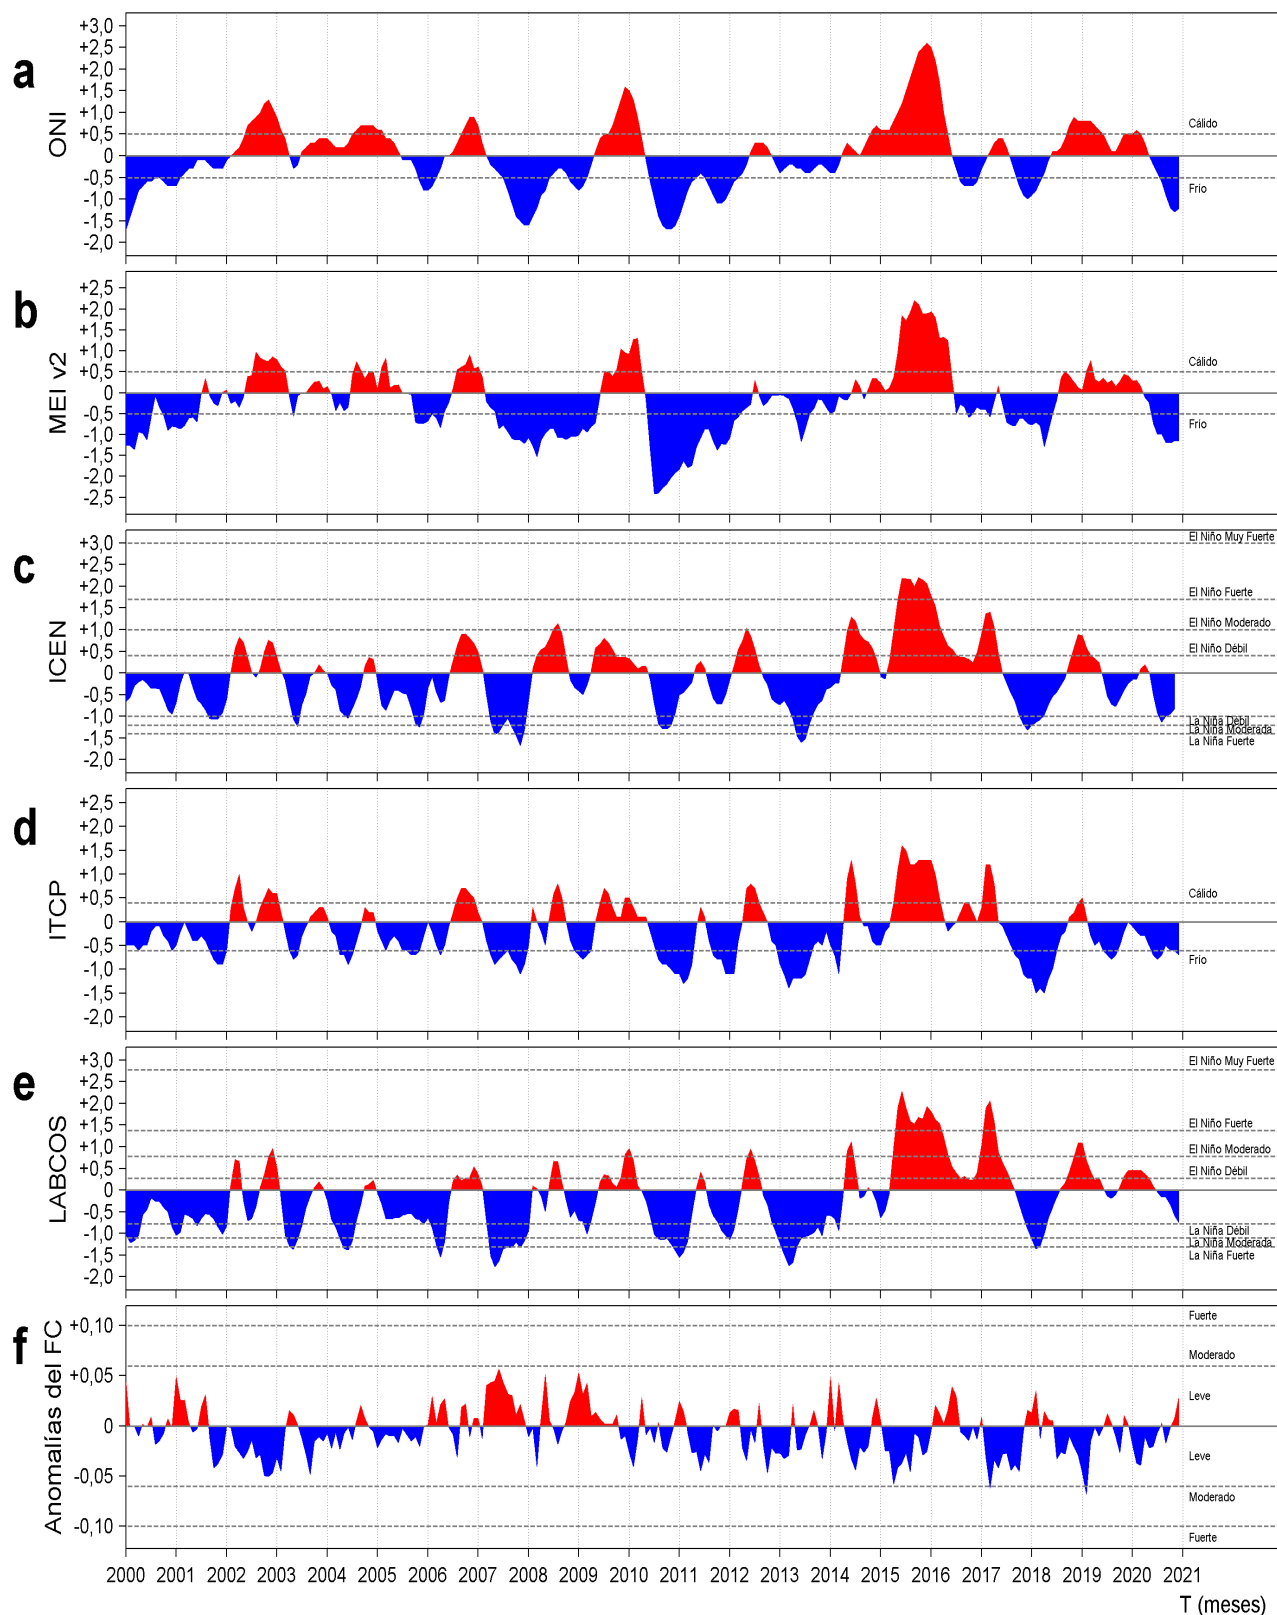 a
ONI
+3,0
+2,5
+2,0
+1,5
+1,0
+0,5
0
-0,5
-1,0
-1,5
-2,0
Cálido
Frío
b
MEI v2
+2,5
+2,0
+1,5
+1,0
+0,5
0
-0,5
-1,0
-1,5
-2,0
-2,5
Cálido
Frío
c
ICEN
+3,0
+2,5
+2,0
+1,5
+1,0
+0,5
0
-0,5
-1,0
-1,5
-2,0
El Niño Muy Fuerte
El Niño Fuerte
El Niño Moderado
El Niño Débil
La Niña Débil
La Niña Moderada
La Niña Fuerte
d
ITCP
+2,5
+2,0
+1,5
+1,0
+0,5
0
-0,5
-1,0
-1,5
-2,0
Cálido
Frío
e
LABCOS
+3,0
+2,5
+2,0
+1,5
+1,0
+0,5
0
-0,5
-1,0
-1,5
-2,0
El Niño Muy Fuerte
El Niño Fuerte
El Niño Moderado
El Niño Débil
La Niña Débil
La Niña Moderada
La Niña Fuerte
f
Anomalías del FC
+0,10
+0,05
0
-0,05
-0,10
Fuerte
Moderado
Leve
Leve
Moderado
Fuerte
2000 2001 2002 2003 2004 2005 2006 2007 2008 2009 2010 2011 2012 2013 2014 2015 2016 2017 2018 2019 2020 2021
T (meses)